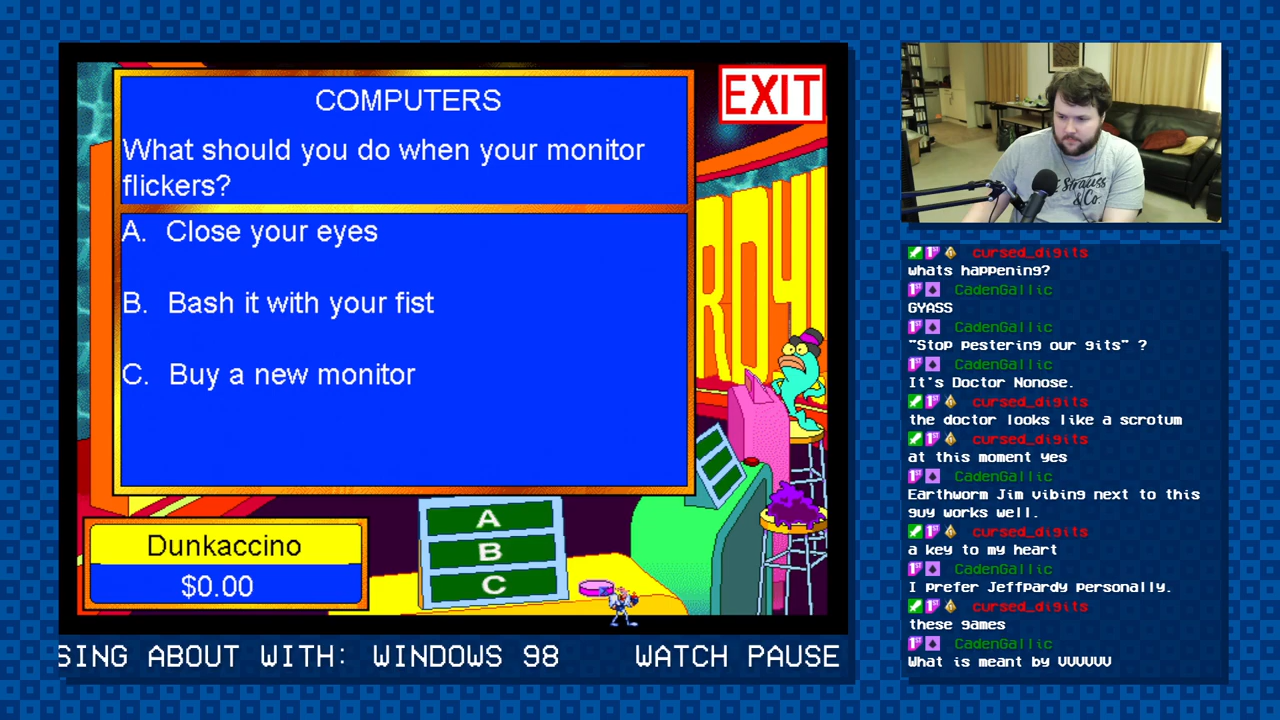 COMPUTERS
What should you do when your monitor
flickers?
A. Close your eyes
B. Bash it with your fist
C. Buy a new monitor
EXIT
RDY
A
B
C
Dunkaccino
$0.00
SING ABOUT WITH: WINDOWS 98 WATCH PAUSE
Strauss
& Co.
cursed_digits
whats happening?
CadenGallic
GYASS
CadenGallic
"Stop pestering our gits" ?
CadenGallic
It's Doctor Nonose.
cursed_digits
the doctor looks like a scrotum
cursed_digits
at this moment yes
CadenGallic
Earthworm Jim vibing next to this
guy works well.
cursed_digits
a key to my heart
CadenGallic
I prefer Jeffpardy personally.
cursed_digits
these games
CadenGallic
What is meant by VVVVVV